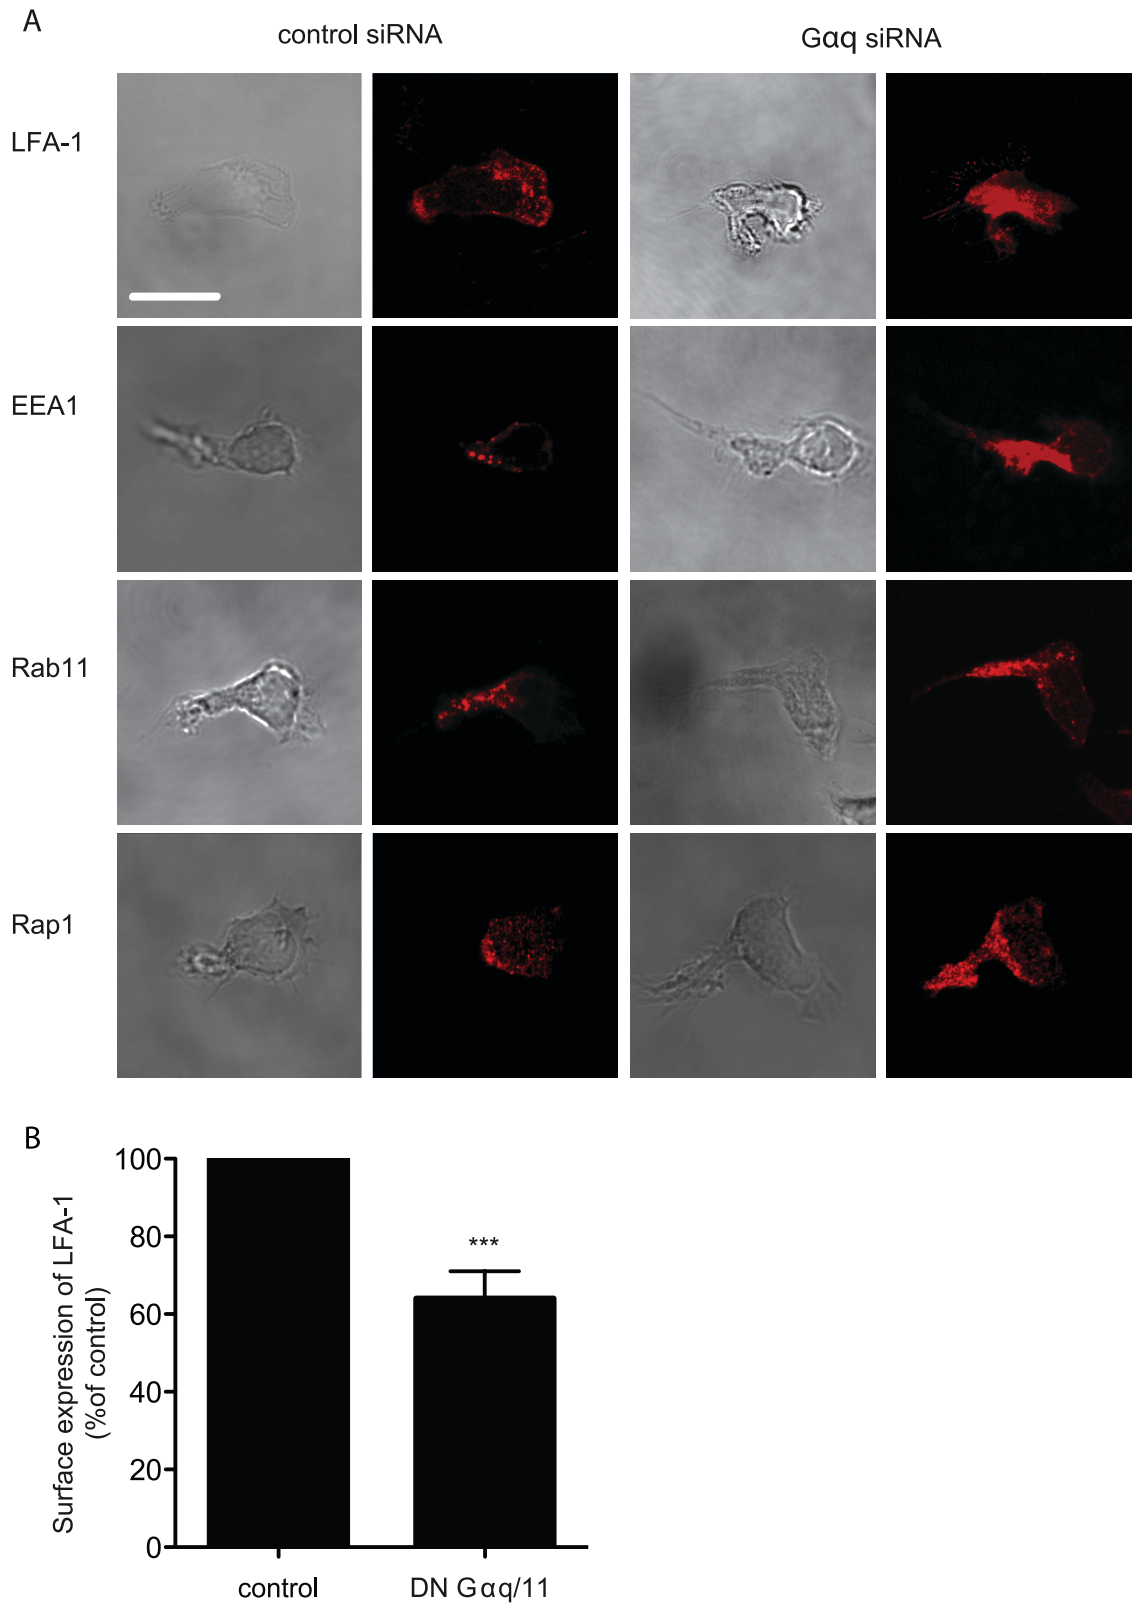 A
control siRNA
Gαq siRNA
LFA-1
EEA1
Rab11
Rap1
B
Surface expression of LFA-1
(%of control)
100
80
60
40
20
0
***
control
DN Gαq/11